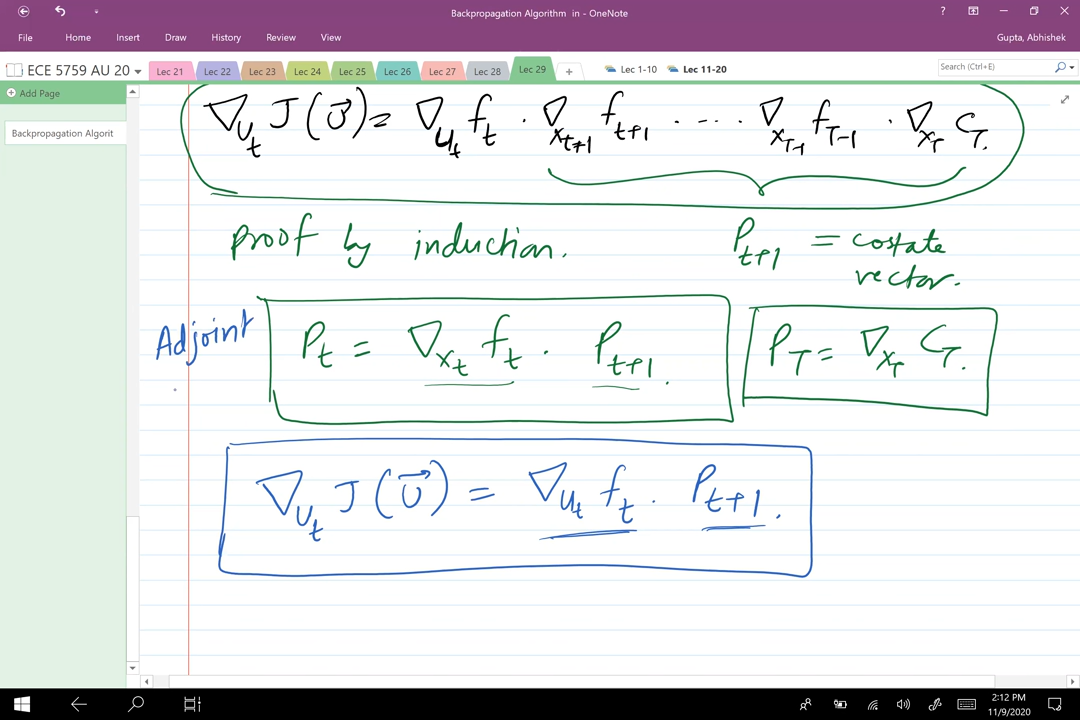 Backpropagation Algorithm in - OneNote
File Home Insert Draw History Review View Gupta, Abhishek
ECE 5759 AU 20 Lec 21 Lec 22 Lec 23 Lec 24 Lec 25 Lec 26 Lec 27 Lec 28 Lec 29 + Lec 1-10 Lec 11-20 Search (Ctrl+E)
Add Page
Backpropagation Algorit
∇_{U_t} J(\vec{U}) = ∇_{U_t} f_t · ∇_{X_{t+1}} f_{t+1} · .... ∇_{X_{T-1}} f_{T-1} · ∇_{X_T} C_T.
Proof by induction. P_{t+1} = costate
vector.
Adjoint P_t = ∇_{X_t} f_t · P_{t+1}. P_T = ∇_{X_T} C_T.
∇_{U_t} J(\vec{U}) = ∇_{U_t} f_t · P_{t+1}.
2:12 PM
11/9/2020